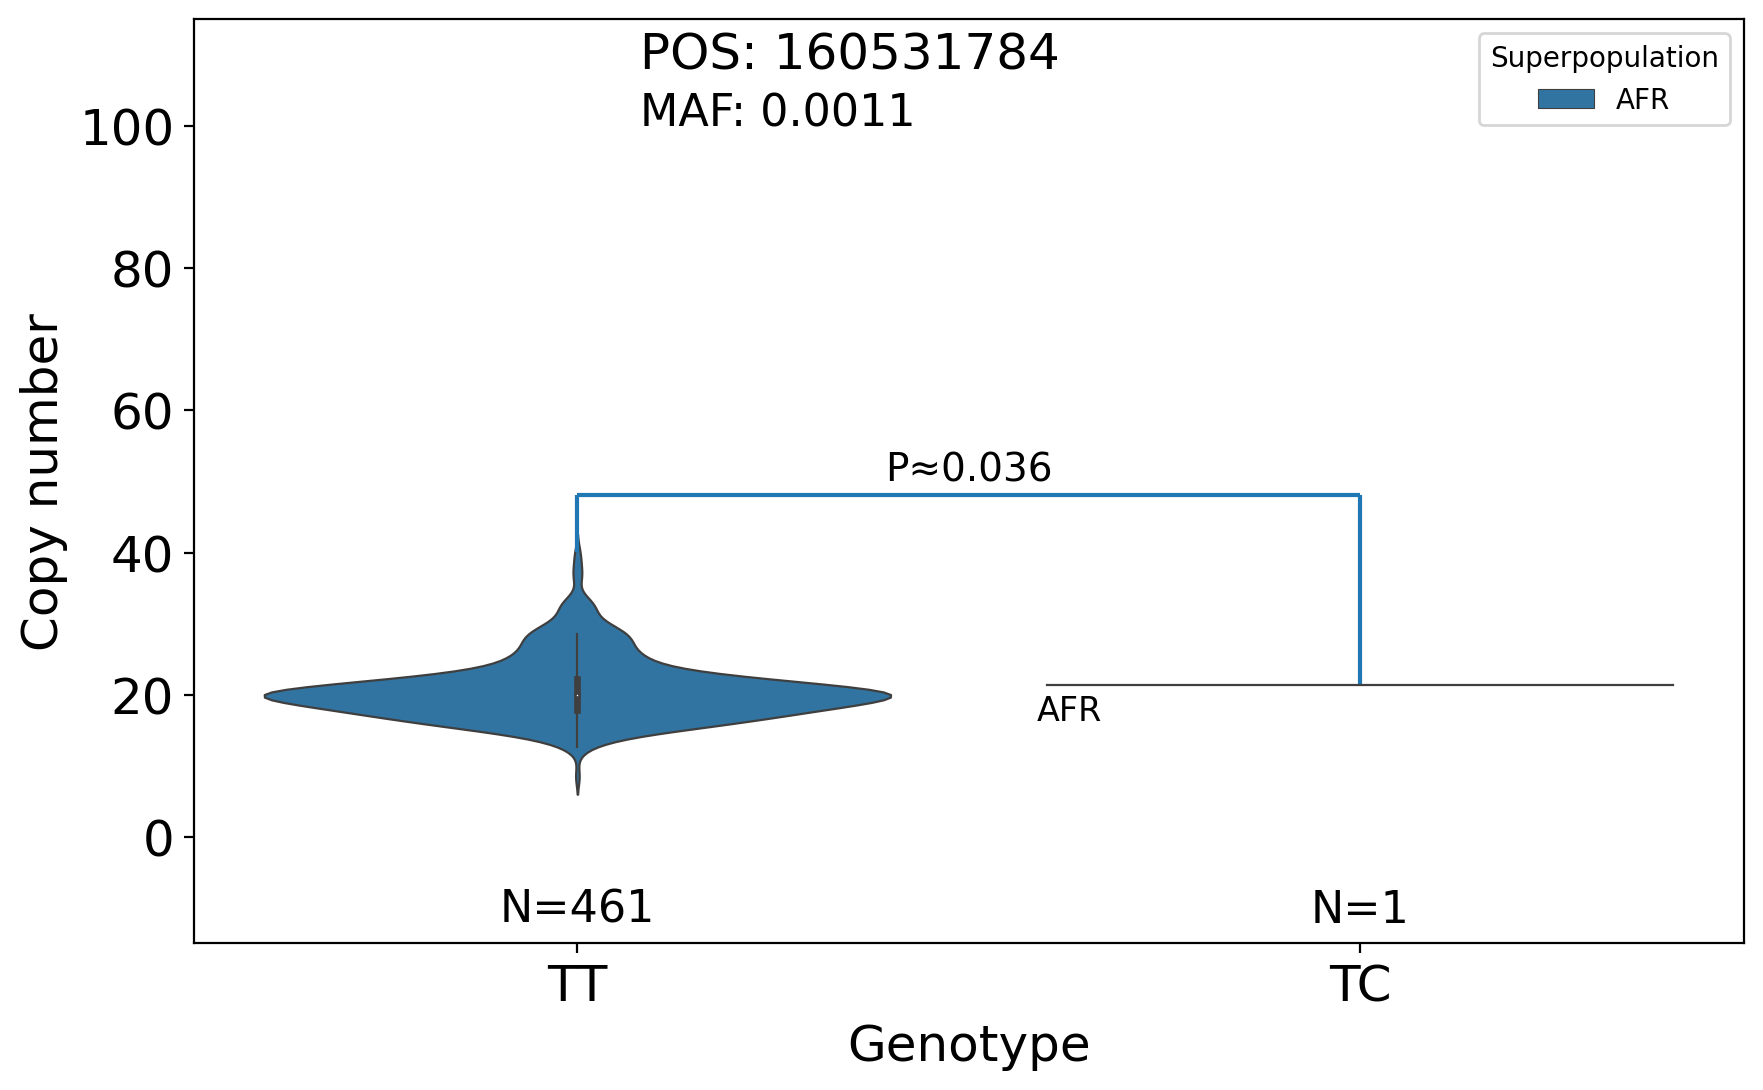 POS: 160531784
MAF: 0.0011
Superpopulation
AFR
100
80
60
40
20
0
Copy number
P≈0.036
AFR
N=461
N=1
TT
TC
Genotype